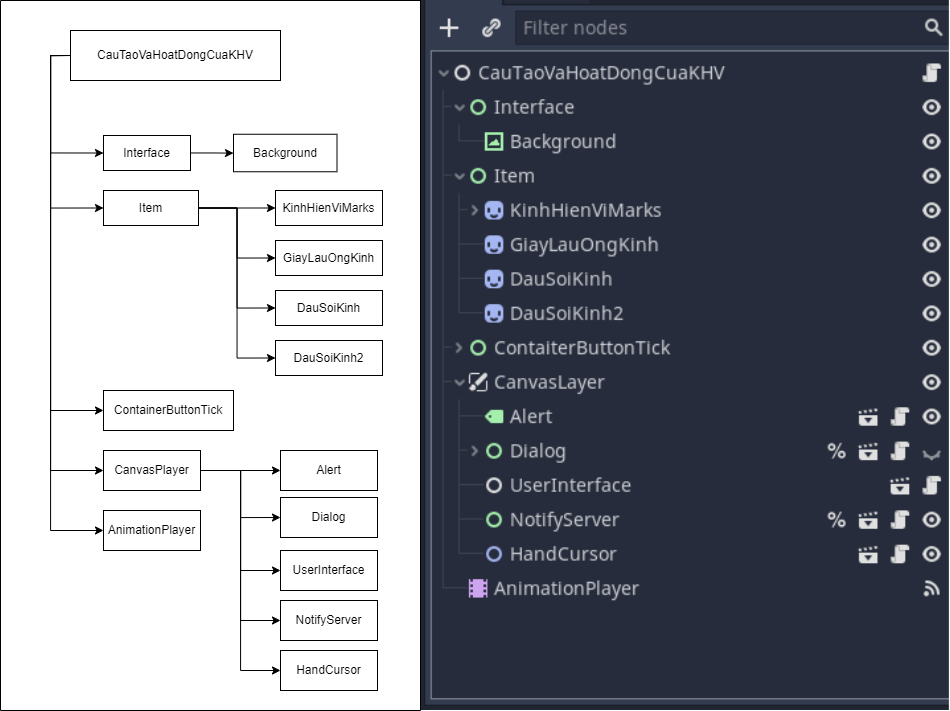 CauTaoVaHoatDongCuaKHV
Interface
Background
Item
KinhHienViMarks
GiayLauOngKinh
DauSoiKinh
DauSoiKinh2
ContainerButtonTick
CanvasPlayer
Alert
Dialog
AnimationPlayer
UserInterface
NotifyServer
HandCursor
Filter nodes
CauTaoVaHoatDongCuaKHV
Interface
Background
Item
KinhHienViMarks
GiayLauOngKinh
DauSoiKinh
DauSoiKinh2
ContaiterButtonTick
CanvasLayer
Alert
Dialog %
UserInterface
NotifyServer %
HandCursor
AnimationPlayer